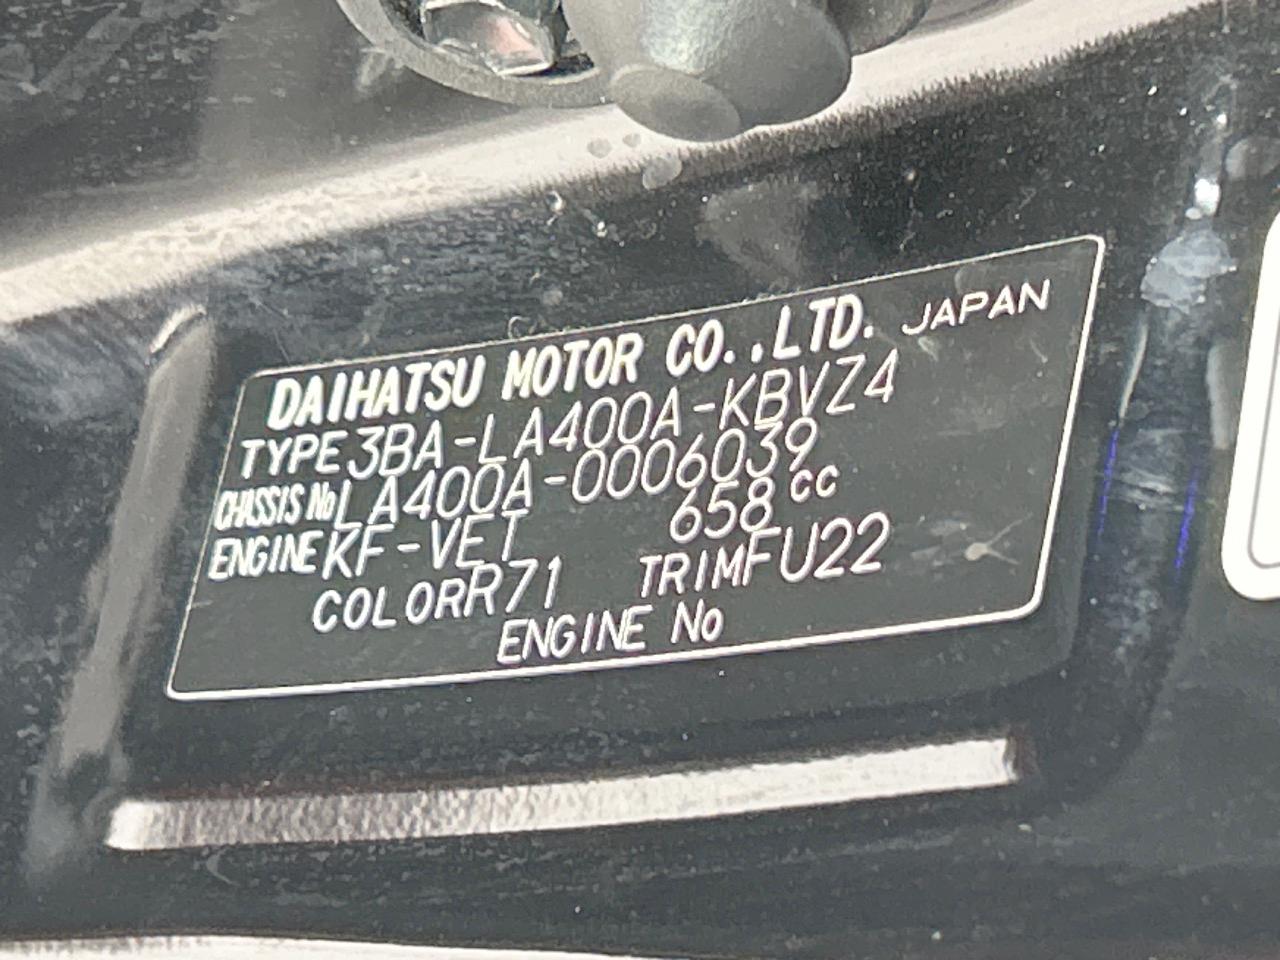 DAIHATSU MOTOR CO.,LTD. JAPAN
TYPE 3BA-LA400A-KBVZ4
CHASSIS No LA400A-0006039
ENGINE KF-VET 658 cc
COLOR R71 TRIM FU22
ENGINE No